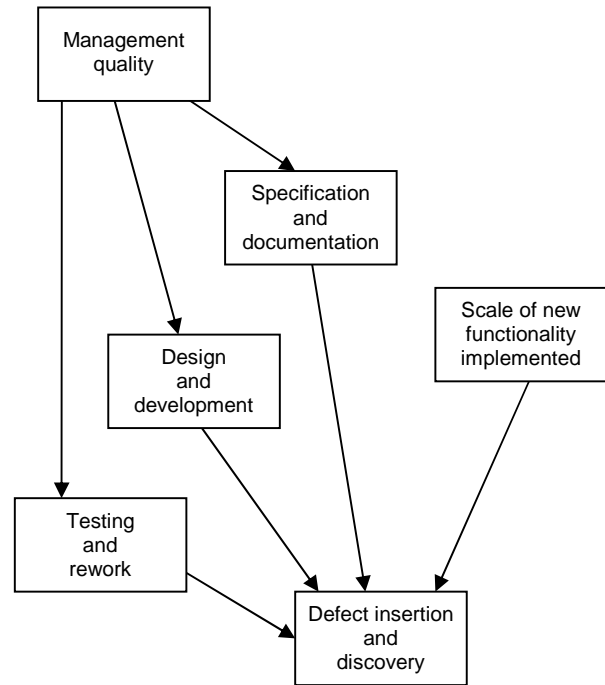 Management
quality
Specification
and
documentation
Scale of new
functionality
implemented
Design
and
development
Testing
and
rework
Defect insertion
and
discovery